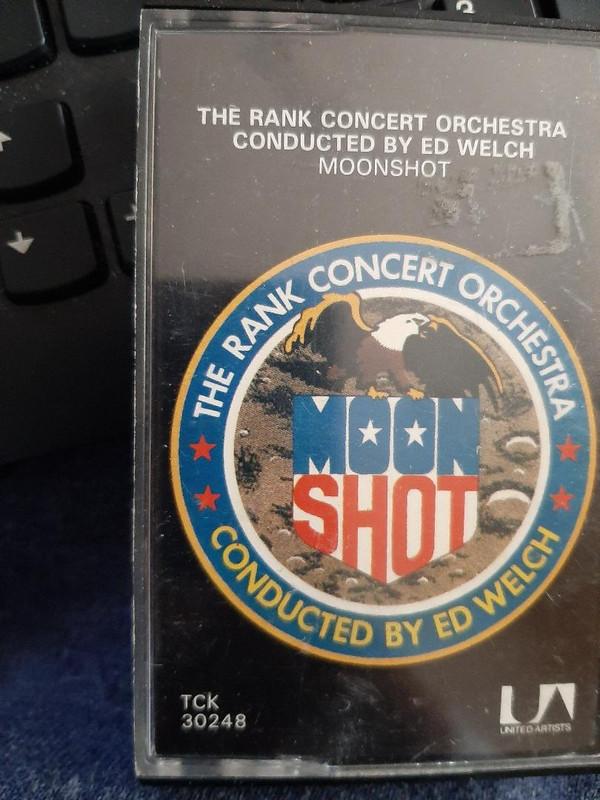 THE RANK CONCERT ORCHESTRA
CONDUCTED BY ED WELCH
MOONSHOT
THE RANK CONCERT ORCHESTRA
MOON
SHOT
CONDUCTED BY ED WELCH
TCK
30248
UA
UNITED ARTISTS